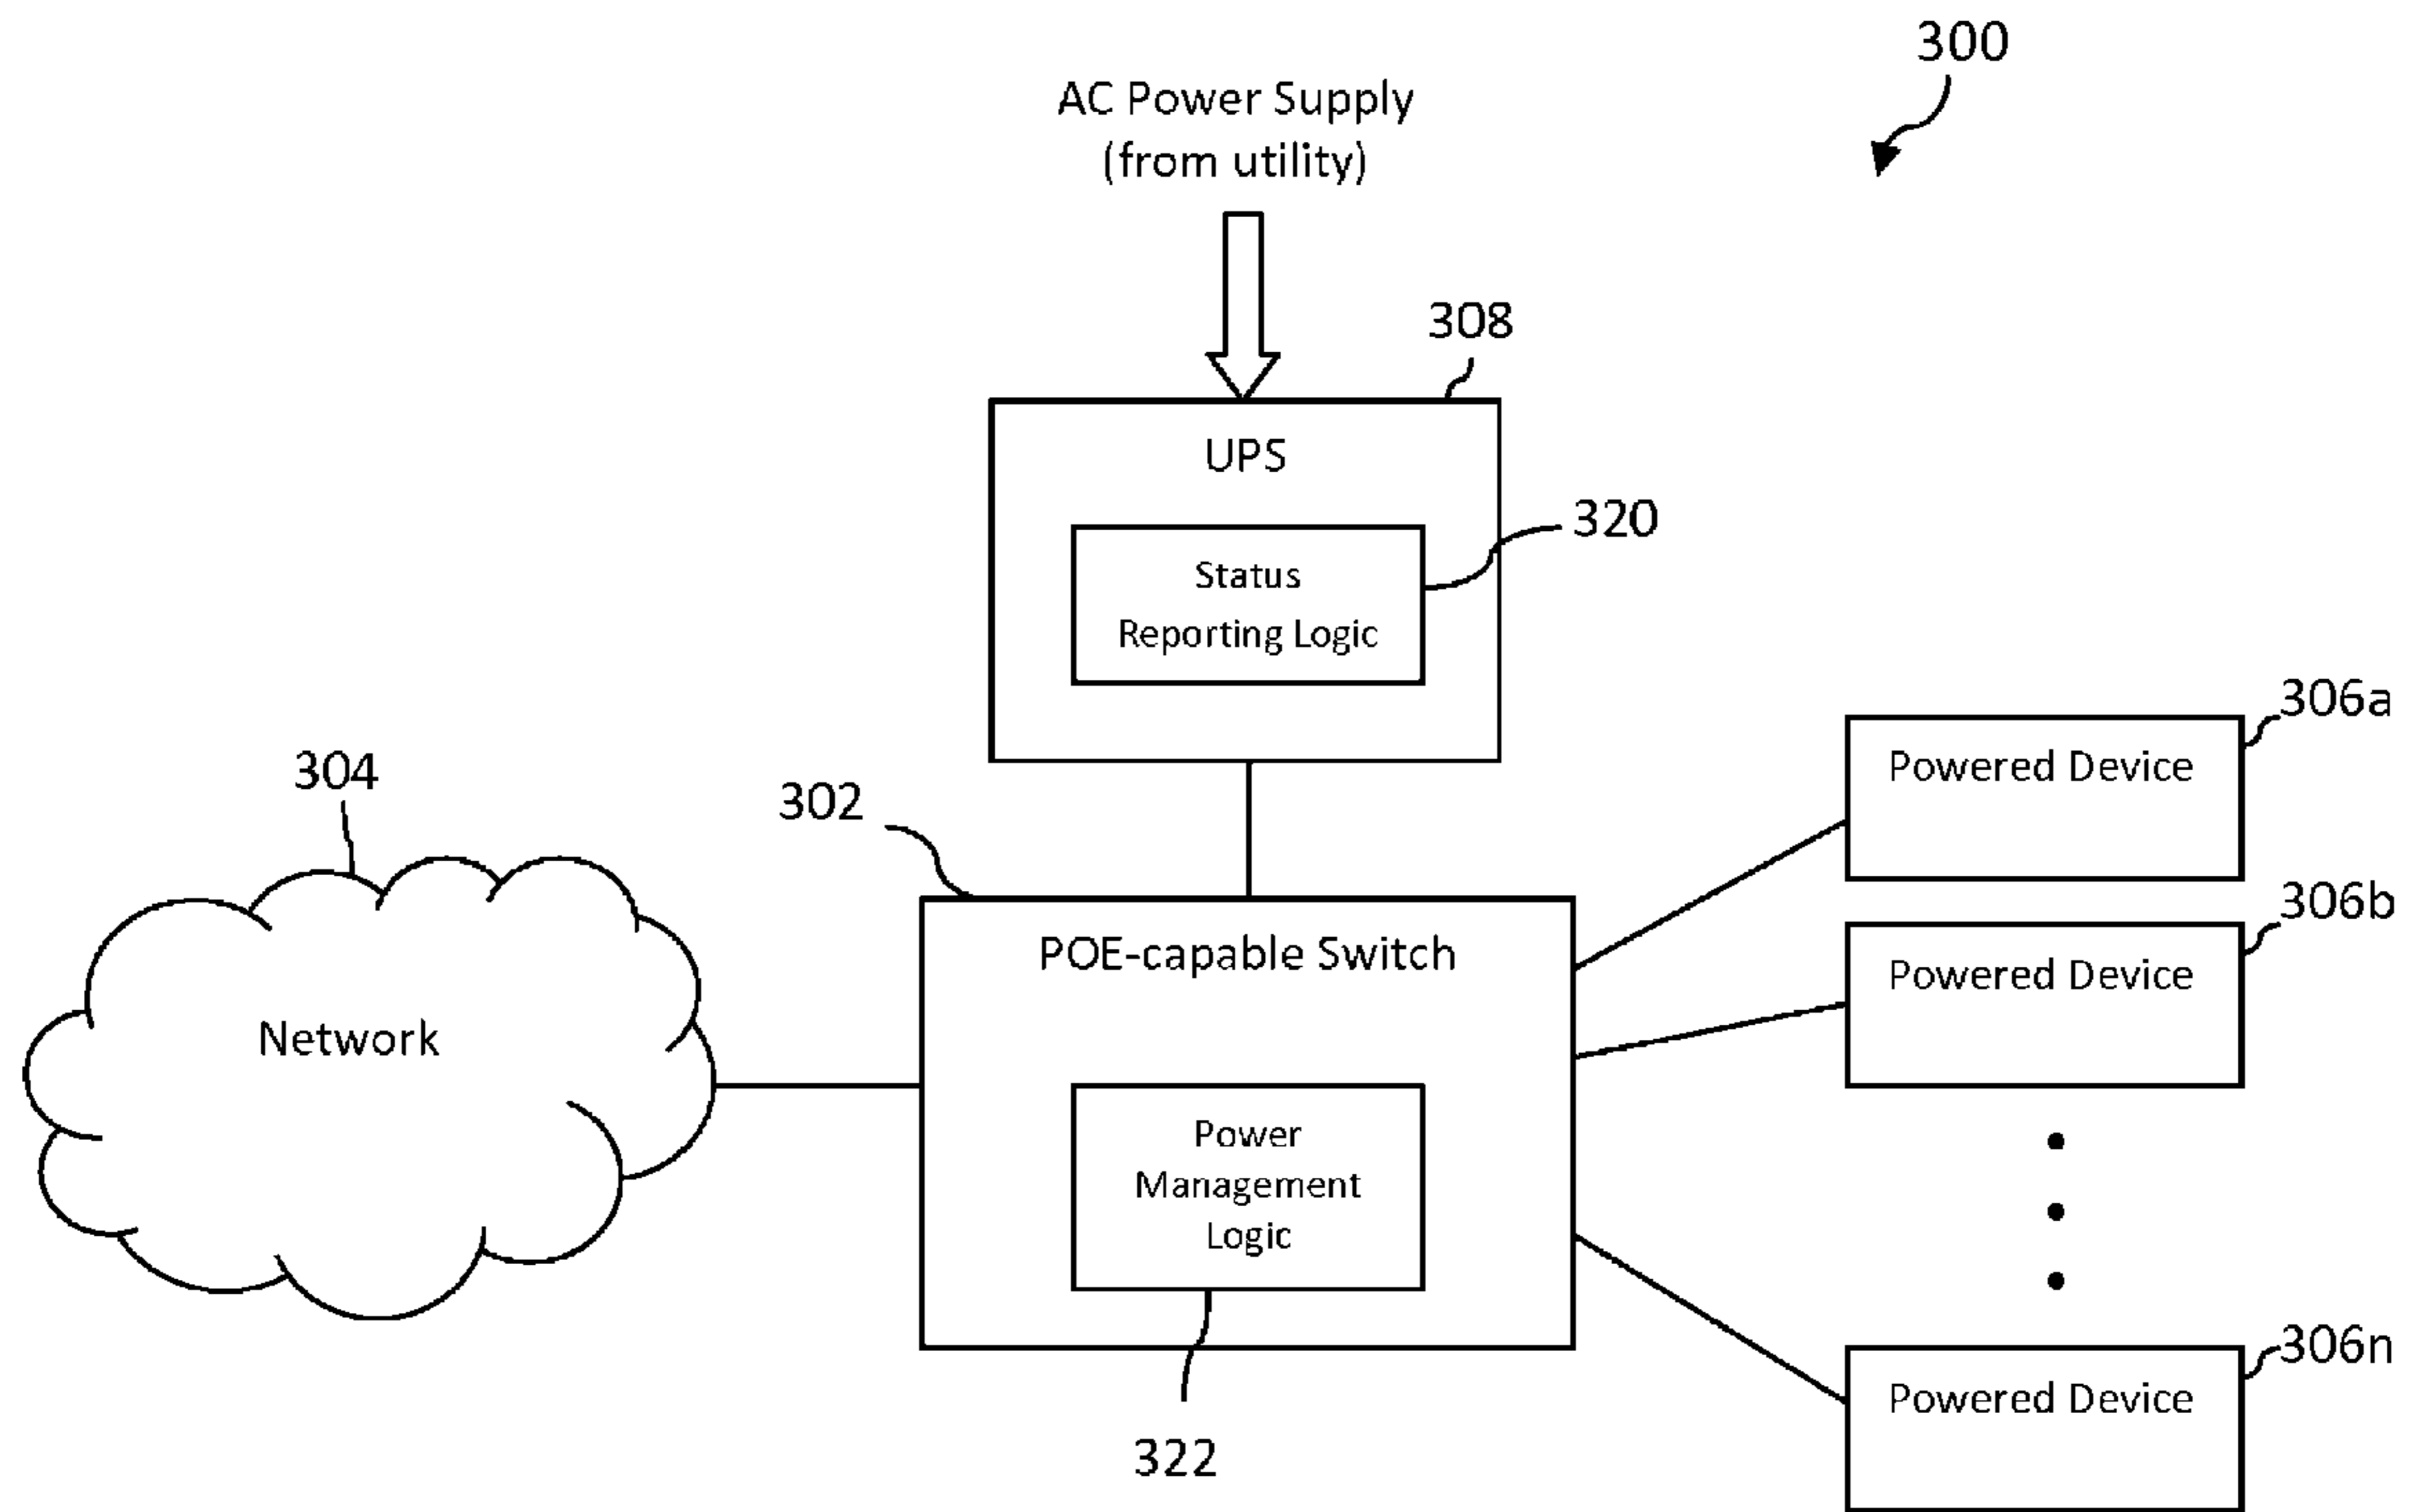 300
AC Power Supply
(from utility)
308
UPS
320
Status
Reporting Logic
306a
Powered Device
304
302
306b
POE-capable Switch
Powered Device
Network
Power
Management
Logic
306n
Powered Device
322